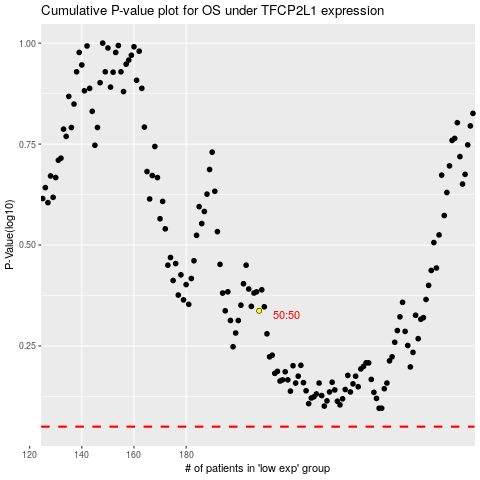 Cumulative P-value plot for OS under TFCP2L1 expression
P-Value(log10)
1.00
0.75
0.50
0.25
50:50
120 140 160 180
# of patients in 'low exp' group